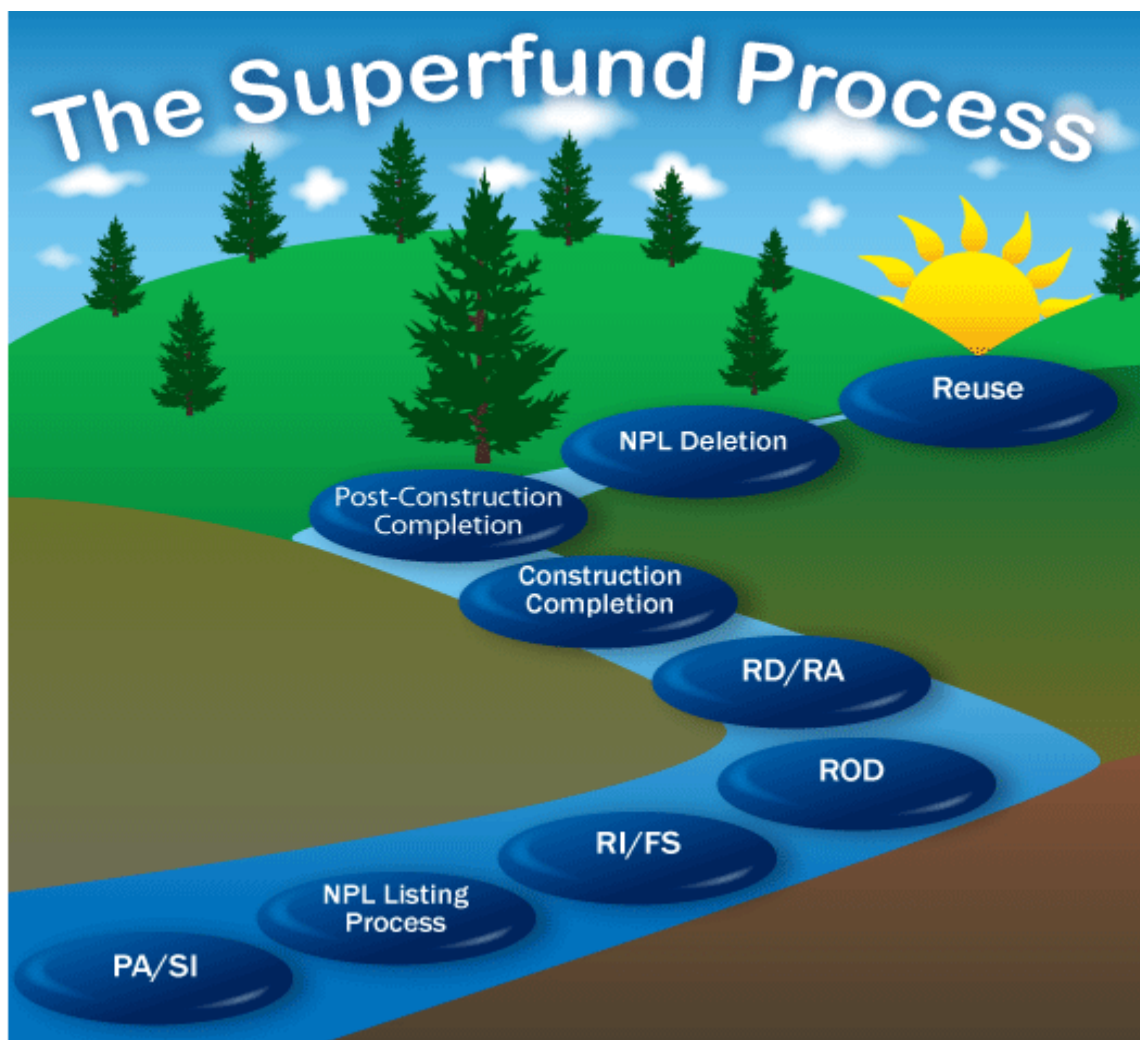 The Superfund Process
Reuse
NPL Deletion
Post-Construction
Completion
Construction
Completion
RD/RA
ROD
RI/FS
NPL Listing
Process
PA/SI